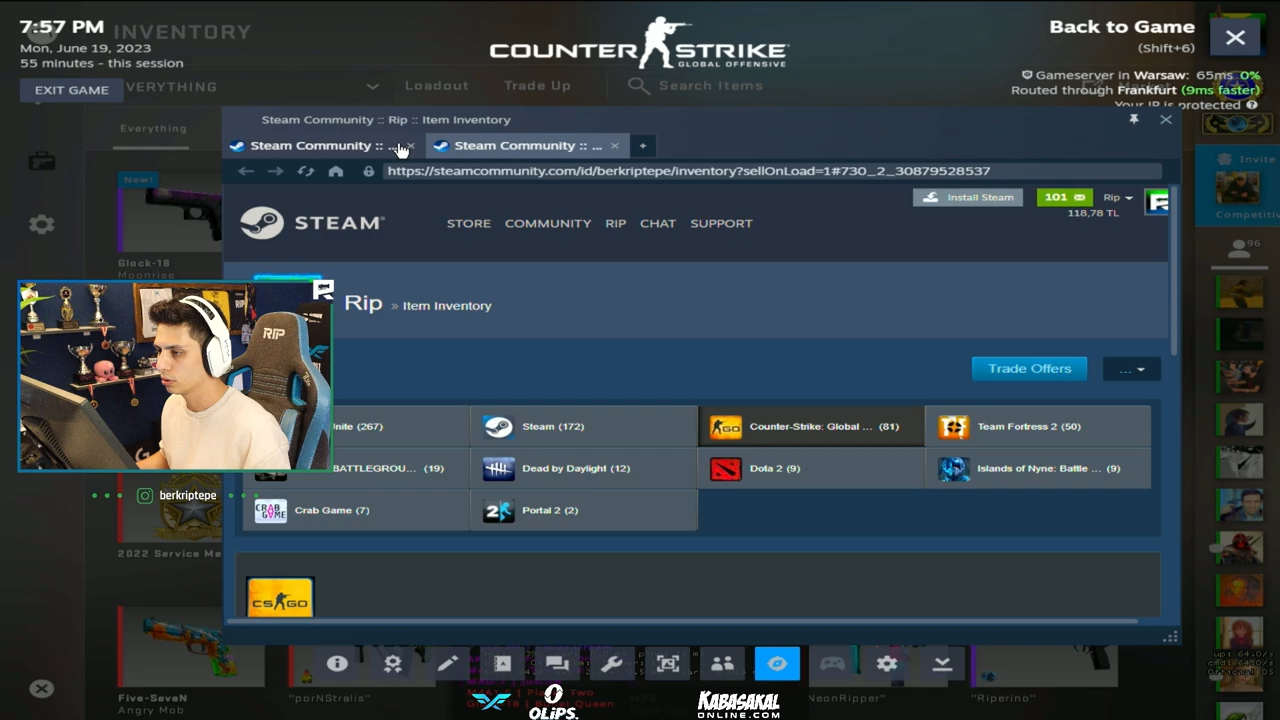 7:57 PM
INVENTORY
Mon, June 19, 2023
55 minutes - this session
EXIT GAME
VERYTHING
COUNTER STRIKE
GLOBAL OFFENSIVE
Loadout
Trade Up
Search Items
Back to Game
(Shift+6)
Gameserver in Warsaw: 65ms 0%
Routed through Frankfurt (9ms faster)
Your IP is protected
Everything
New!
Glock-18
Moonrise
Steam Community :: Rip :: Item Inventory
Steam Community :: ...
Steam Community :: ...
https://steamcommunity.com/id/berkriptepe/inventory?sellOnLoad=1#730_2_30879528537
Install Steam
101
Rip
118,78 TL
STEAM
STORE
COMMUNITY
RIP
CHAT
SUPPORT
Rip » Item Inventory
Trade Offers
...
nite (267)
Steam (172)
Counter-Strike: Global ... (81)
Team Fortress 2 (50)
BATTLEGROU... (19)
Dead by Daylight (12)
Dota 2 (9)
Islands of Nyne: Battle ... (9)
Crab Game (7)
Portal 2 (2)
CS GO
Invite
Competitiv
96
RIP
berkriptepe
2022 Service Me
Five-SeveN
Angry Mob
"pornStralis"
NeonRipper"
"Riperino"
OLIPS.
KABASAKAL
ONLINE.COM